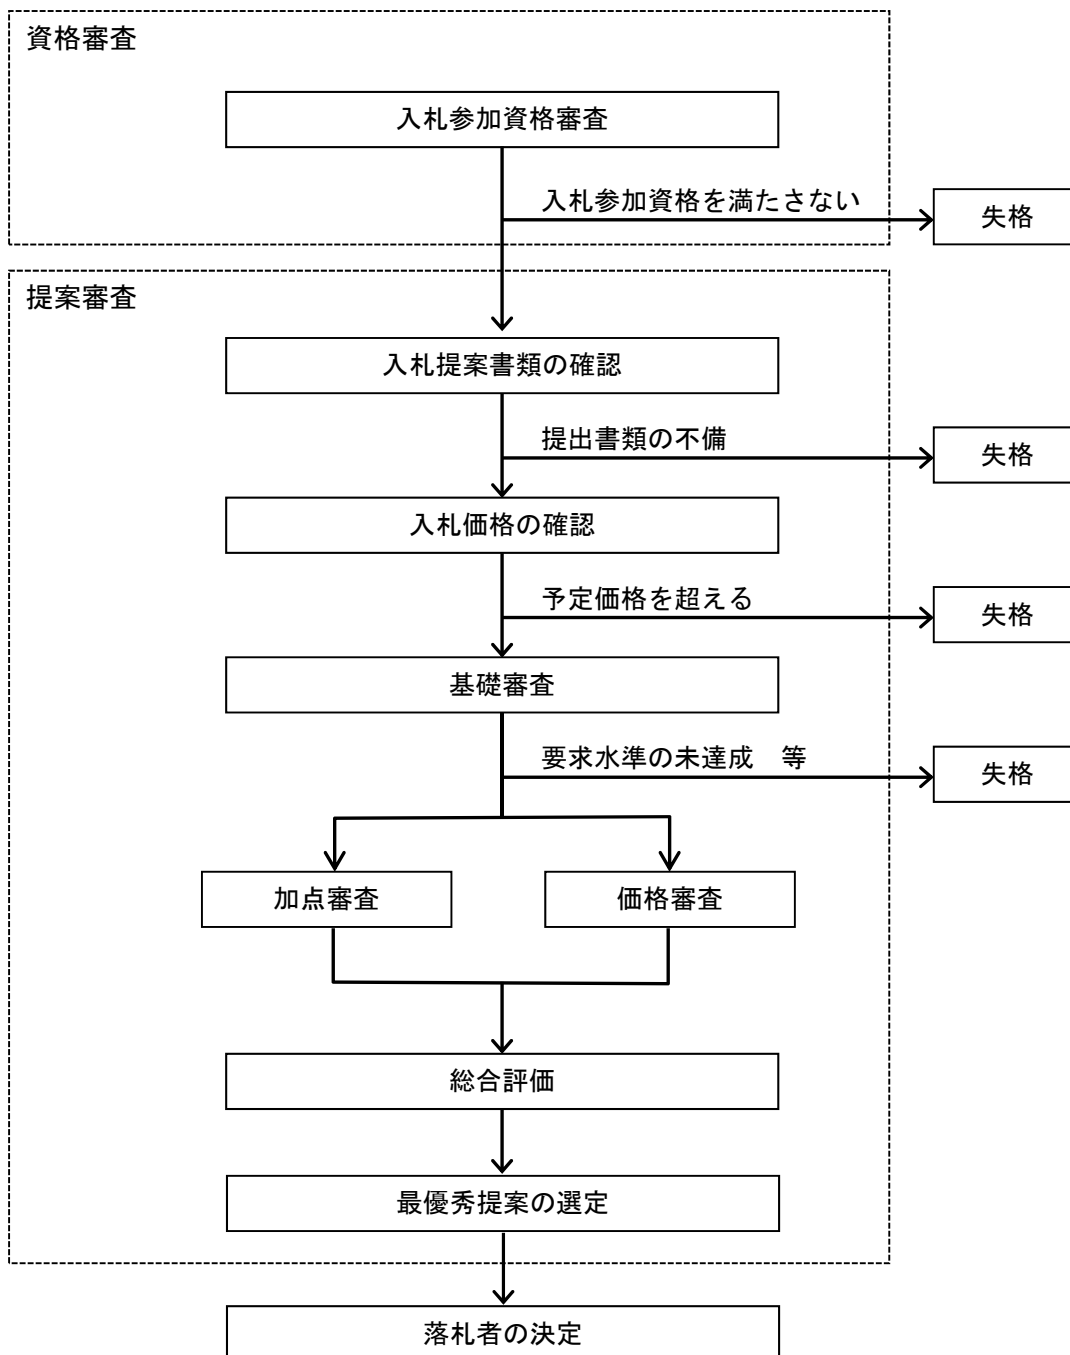 資格審査
入札参加資格審査
入札参加資格を満たさない
失格
提案審査
入札提案書類の確認
提出書類の不備
失格
入札価格の確認
予定価格を超える
失格
基礎審査
要求水準の未達成　等
失格
加点審査
価格審査
総合評価
最優秀提案の選定
落札者の決定